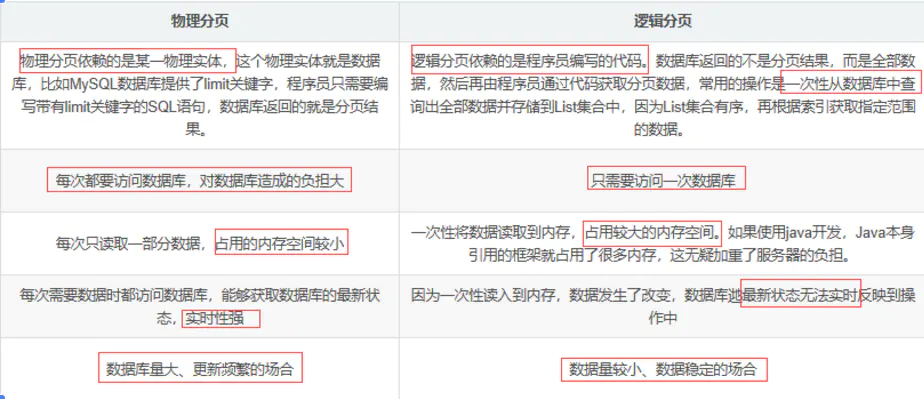 物理分页
逻辑分页
物理分页依赖的是某一物理实体，这个物理实体就是数据
库，比如MySQL数据库提供了limit关键字，程序员只需要编
写带有limit关键字的SQL语句，数据库返回的就是分页结
果。
逻辑分页依赖的是程序员编写的代码。数据库返回的不是分页结果，而是全部数
据，然后再由程序员通过代码获取分页数据，常用的操作是一次性从数据库中查
询出全部数据并存储到List集合中，因为List集合有序，再根据索引获取指定范围
的数据。
每次都要访问数据库，对数据库造成的负担大
只需要访问一次数据库
每次只读取一部分数据，占用的内存空间较小
一次性将数据读取到内存，占用较大的内存空间。如果使用java开发，Java本身
引用的框架就占用了很多内存，这无疑加重了服务器的负担。
每次需要数据时都访问数据库，能够获取数据库的最新状
态，实时性强
因为一次性读入到内存，数据发生了改变，数据库最新状态无法实时反映到操
作中
数据库量大、更新频繁的场合
数据量较小、数据稳定的场合